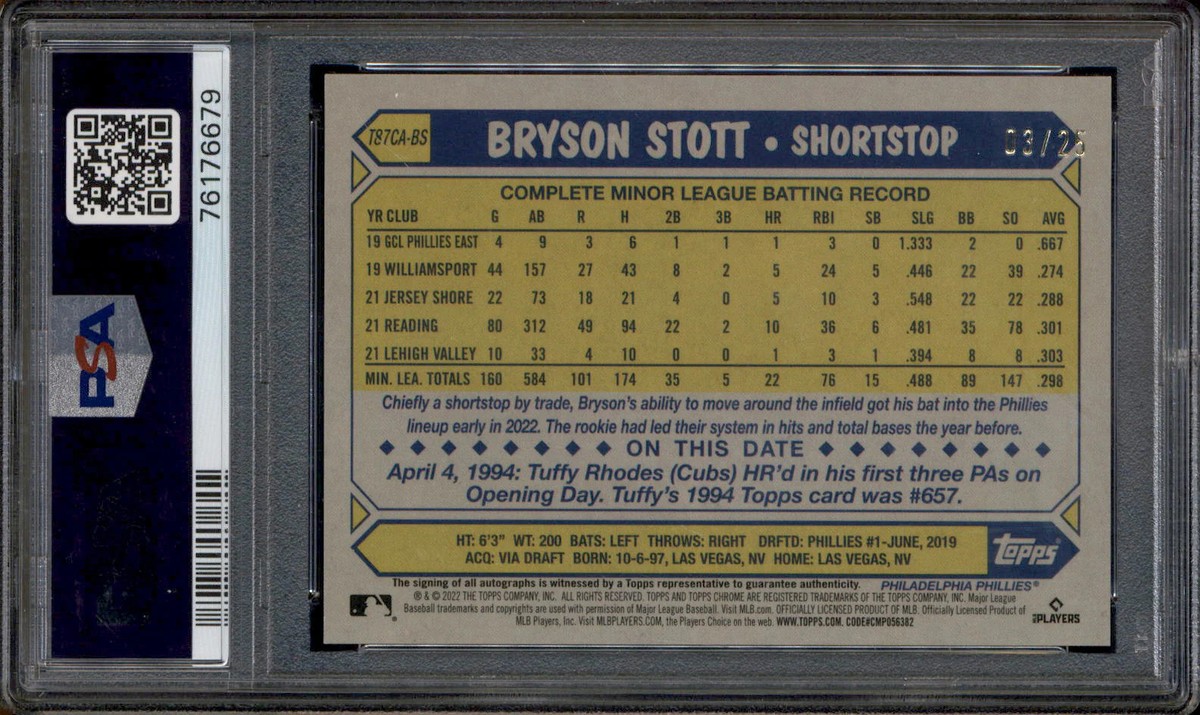 76176679
PSA
T87CA-BS
BRYSON STOTT • SHORTSTOP
03/25
COMPLETE MINOR LEAGUE BATTING RECORD
YR CLUB G AB R H 2B 3B HR RBI SB SLG BB SO AVG
19 GCL PHILLIES EAST 4 9 3 6 1 1 1 3 0 1.333 2 0 .667
19 WILLIAMSPORT 44 157 27 43 8 2 5 24 5 .446 22 39 .274
21 JERSEY SHORE 22 73 18 21 4 0 5 10 3 .548 22 22 .288
21 READING 80 312 49 94 22 2 10 36 6 .481 35 78 .301
21 LEHIGH VALLEY 10 33 4 10 0 0 1 3 1 .394 8 8 .303
MIN. LEA. TOTALS 160 584 101 174 35 5 22 76 15 .488 89 147 .298
Chiefly a shortstop by trade, Bryson's ability to move around the infield got his bat into the Phillies
lineup early in 2022. The rookie had led their system in hits and total bases the year before.
ON THIS DATE
April 4, 1994: Tuffy Rhodes (Cubs) HR'd in his first three PAs on
Opening Day. Tuffy's 1994 Topps card was #657.
HT: 6'3" WT: 200 BATS: LEFT THROWS: RIGHT DRFTD: PHILLIES #1-JUNE, 2019
ACQ: VIA DRAFT BORN: 10-6-97, LAS VEGAS, NV HOME: LAS VEGAS, NV
topps®
The signing of all autographs is witnessed by a Topps representative to guarantee authenticity.
PHILADELPHIA PHILLIES®
® & © 2022 THE TOPPS COMPANY, INC. ALL RIGHTS RESERVED. TOPPS AND TOPPS CHROME ARE REGISTERED TRADEMARKS OF THE TOPPS COMPANY, INC. Major League
Baseball trademarks and copyrights are used with permission of Major League Baseball. Visit MLB.com. OFFICIALLY LICENSED PRODUCT OF MLB. Officially Licensed Product of
MLB Players, Inc. Visit MLBPLAYERS.COM, the Players Choice on the web. WWW.TOPPS.COM. CODE#CMP056382
PLAYERS